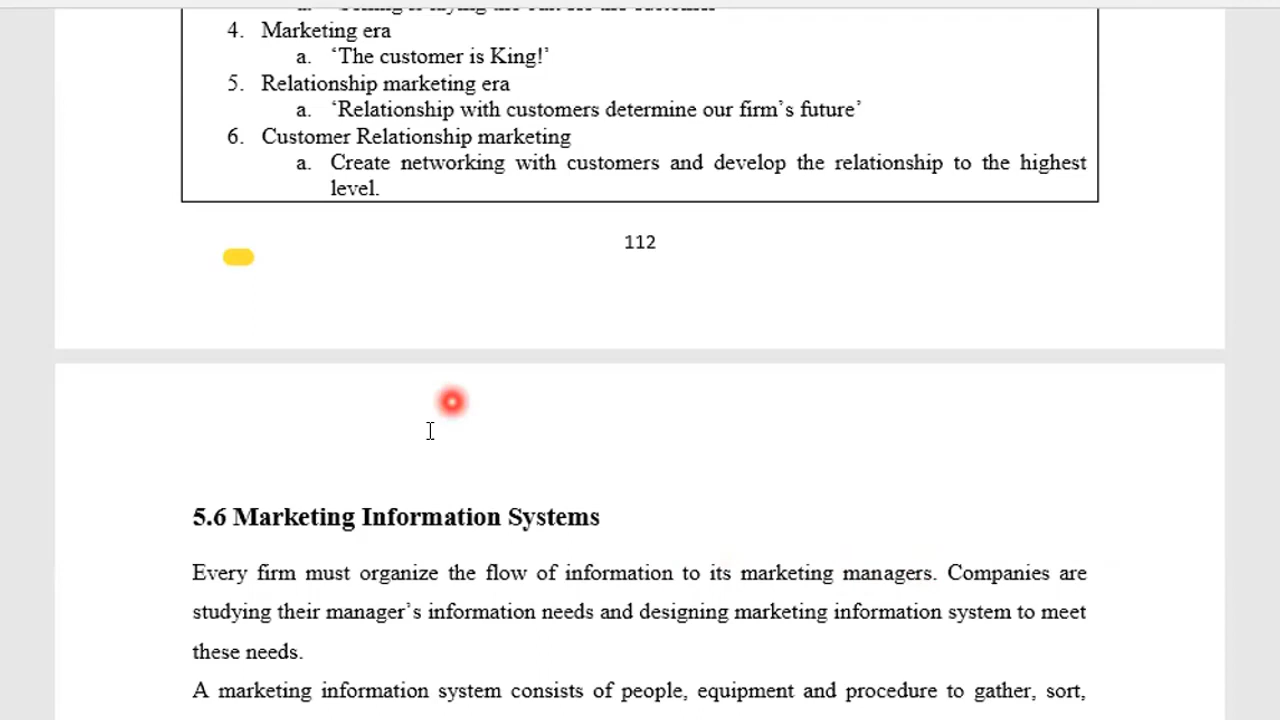 4. Marketing era
a. ‘The customer is King!’
5. Relationship marketing era
a. ‘Relationship with customers determine our firm’s future’
6. Customer Relationship marketing
a. Create networking with customers and develop the relationship to the highest
level.
112
5.6 Marketing Information Systems
Every firm must organize the flow of information to its marketing managers. Companies are
studying their manager’s information needs and designing marketing information system to meet
these needs.
A marketing information system consists of people, equipment and procedure to gather, sort,